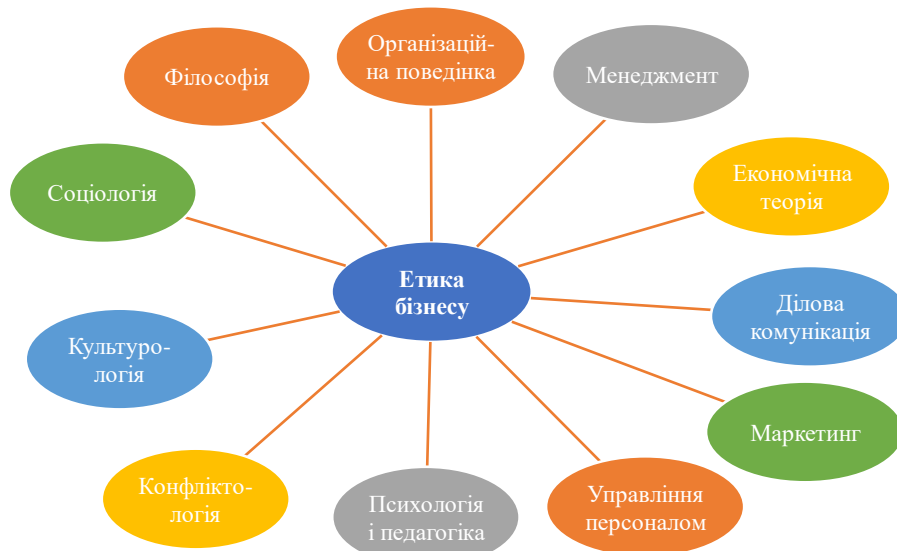 Організацій-
на поведінка
Філософія
Менеджмент
Соціологія
Економічна
теорія
Етика
бізнесу
Ділова
комунікація
Культуро-
логія
Маркетинг
Конфлікто-
логія
Психологія
і педагогіка
Управління
персоналом